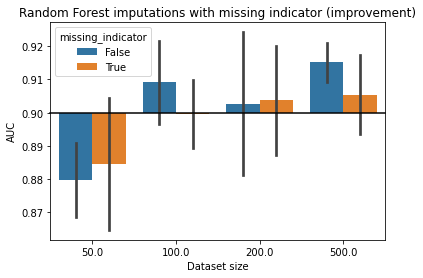 Random Forest imputations with missing indicator (improvement)
missing_indicator
False
True
0.92
0.91
0.90
0.89
0.88
0.87
AUC
50.0 100.0 200.0 500.0
Dataset size